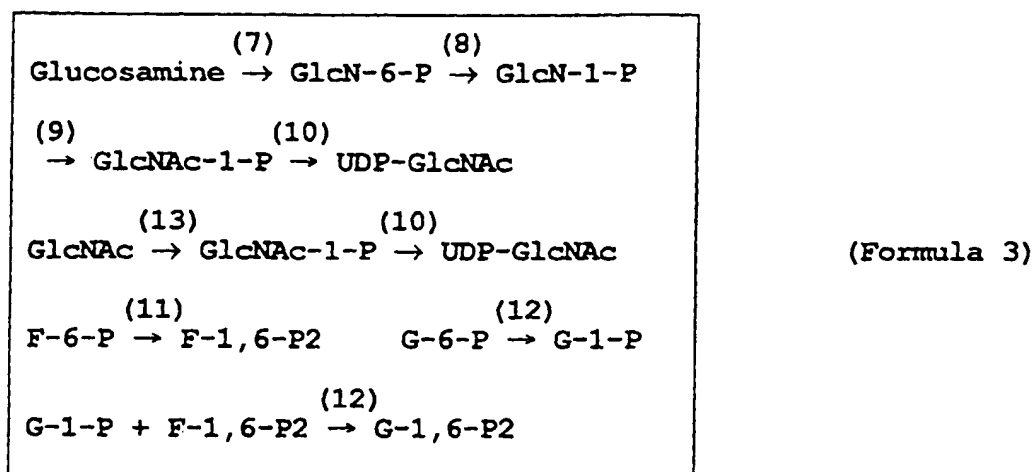 (7) (8)
Glucosamine → GlcN-6-P → GlcN-1-P
(9) (10)
→ GlcNAc-1-P → UDP-GlcNAc
(13) (10)
GlcNAc → GlcNAc-1-P → UDP-GlcNAc (Formula 3)
(11) (12)
F-6-P → F-1,6-P2 G-6-P → G-1-P
(12)
G-1-P + F-1,6-P2 → G-1,6-P2